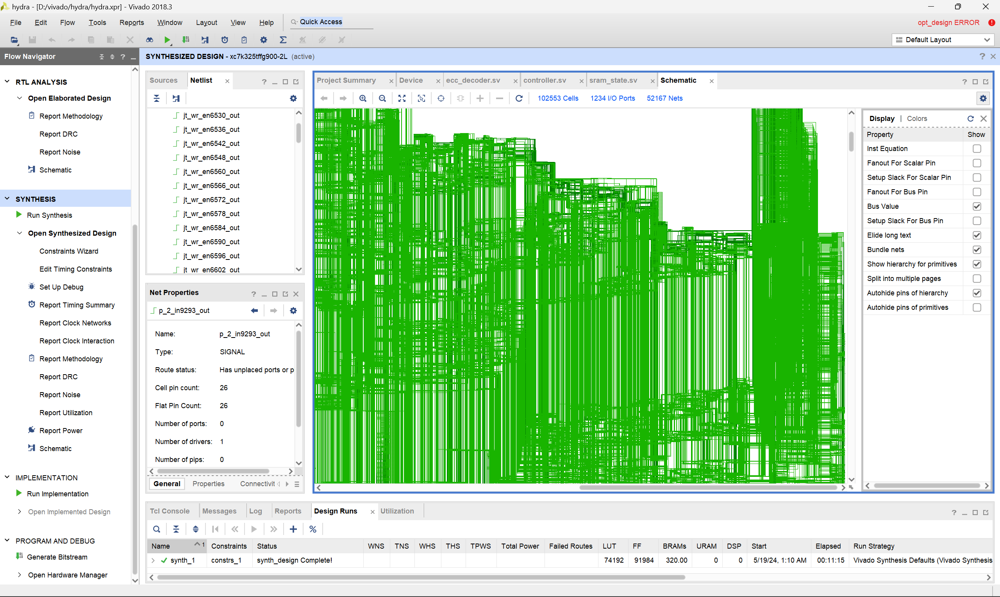 hydra - [D:/vivado/hydra/hydra.xpr] - Vivado 2018.3
File Edit Flow Tools Reports Window Layout View Help Quick Access
opt_design ERROR
Default Layout
Flow Navigator
SYNTHESIZED DESIGN - xc7k325tffg900-2L (active)
RTL ANALYSIS
Open Elaborated Design
Report Methodology
Report DRC
Report Noise
Schematic
SYNTHESIS
Run Synthesis
Open Synthesized Design
Constraints Wizard
Edit Timing Constraints
Set Up Debug
Report Timing Summary
Report Clock Networks
Report Clock Interaction
Report Methodology
Report DRC
Report Noise
Report Utilization
Report Power
Schematic
IMPLEMENTATION
Run Implementation
Open Implemented Design
PROGRAM AND DEBUG
Generate Bitstream
Open Hardware Manager
Sources Netlist
jt_wr_en6530_out
jt_wr_en6536_out
jt_wr_en6542_out
jt_wr_en6548_out
jt_wr_en6560_out
jt_wr_en6566_out
jt_wr_en6572_out
jt_wr_en6578_out
jt_wr_en6584_out
jt_wr_en6590_out
jt_wr_en6596_out
jt_wr_en6602_out
Net Properties
p_2_in9293_out
Name: p_2_in9293_out
Type: SIGNAL
Route status: Has unplaced ports or p
Cell pin count: 26
Flat Pin Count: 26
Number of ports: 0
Number of drivers: 1
Number of pips: 0
General Properties Connectivit
Project Summary Device ecc_decoder.sv controller.sv sram_state.sv Schematic
102553 Cells 1234 I/O Ports 52167 Nets
Display | Colors
Property Show
Inst Equation
Fanout For Scalar Pin
Setup Slack For Scalar Pin
Fanout For Bus Pin
Bus Value
Setup Slack For Bus Pin
Elide long text
Bundle nets
Show hierarchy for primitives
Split into multiple pages
Autohide pins of hierarchy
Autohide pins of primitives
Tcl Console Messages Log Reports Design Runs Utilization
Name 1 Constraints Status WNS TNS WHS THS TPWS Total Power Failed Routes LUT FF BRAMs URAM DSP Start Elapsed Run Strategy
synth_1 constrs_1 synth_design Complete! 74192 91984 320.00 0 0 5/19/24, 1:10 AM 00:11:15 Vivado Synthesis Defaults (Vivado Synthesis